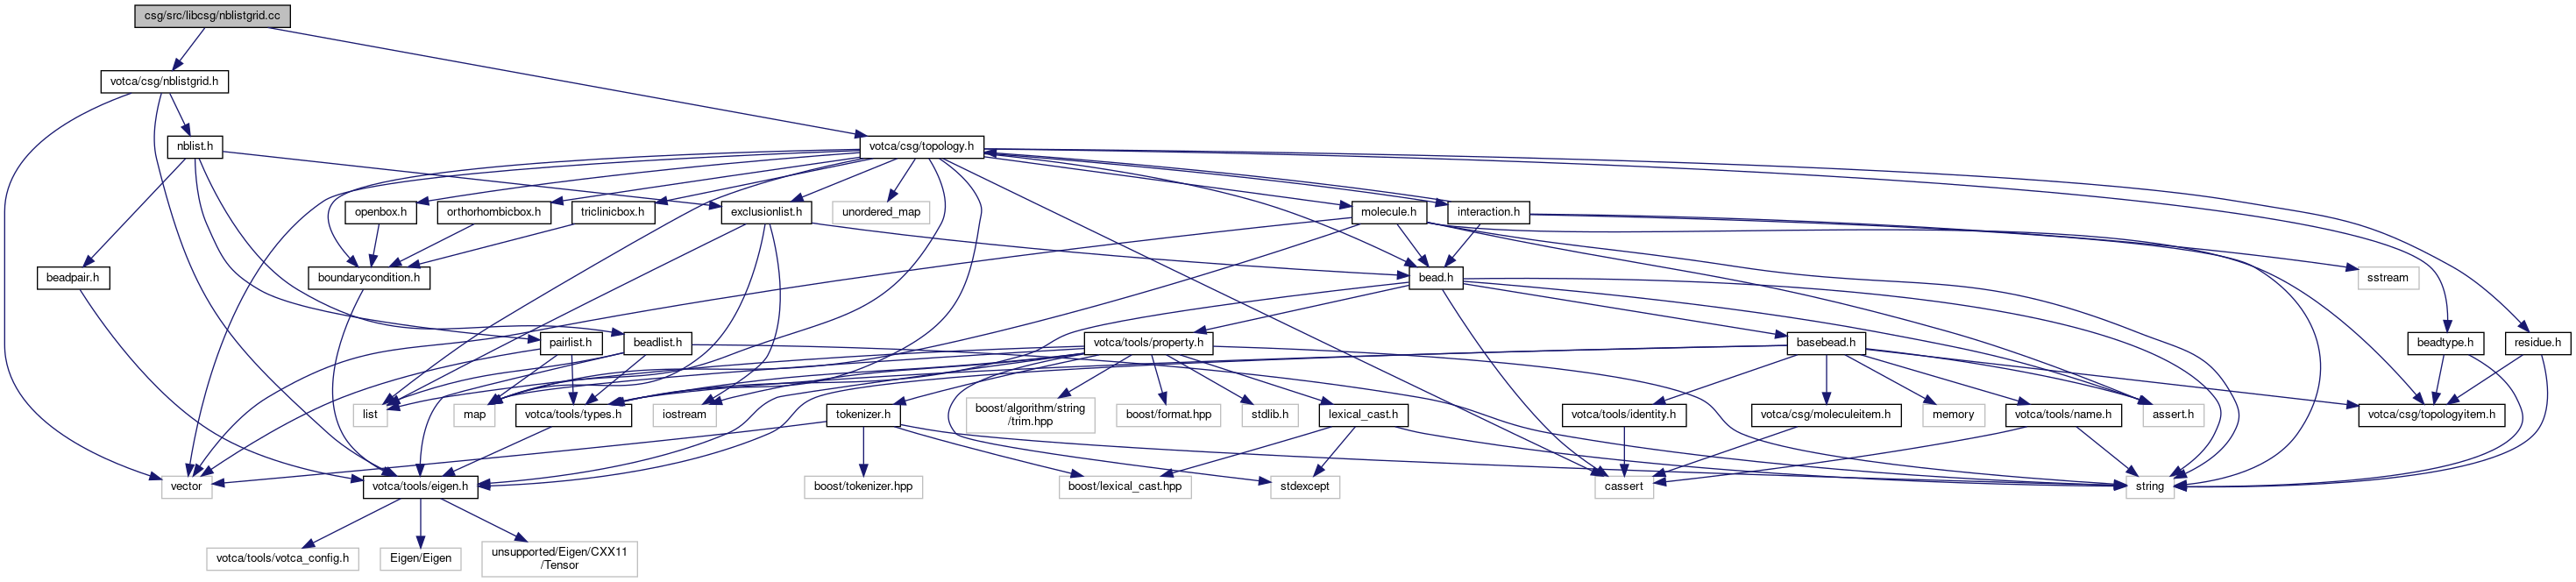 csg/src/libcsg/nblistgrid.cc
votca/csg/nblistgrid.h
nblist.h
votca/csg/topology.h
openbox.h
orthorhombicbox.h
triclinicbox.h
exclusionlist.h
unordered_map
molecule.h
interaction.h
beadpair.h
boundarycondition.h
bead.h
sstream
pairlist.h
beadlist.h
votca/tools/property.h
basebead.h
beadtype.h
residue.h
list
map
votca/tools/types.h
iostream
tokenizer.h
boost/algorithm/string
/trim.hpp
boost/format.hpp
stdlib.h
lexical_cast.h
votca/tools/identity.h
votca/csg/moleculeitem.h
memory
votca/tools/name.h
assert.h
votca/csg/topologyitem.h
vector
votca/tools/eigen.h
boost/tokenizer.hpp
boost/lexical_cast.hpp
stdexcept
cassert
string
votca/tools/votca_config.h
Eigen/Eigen
unsupported/Eigen/CXX11
/Tensor